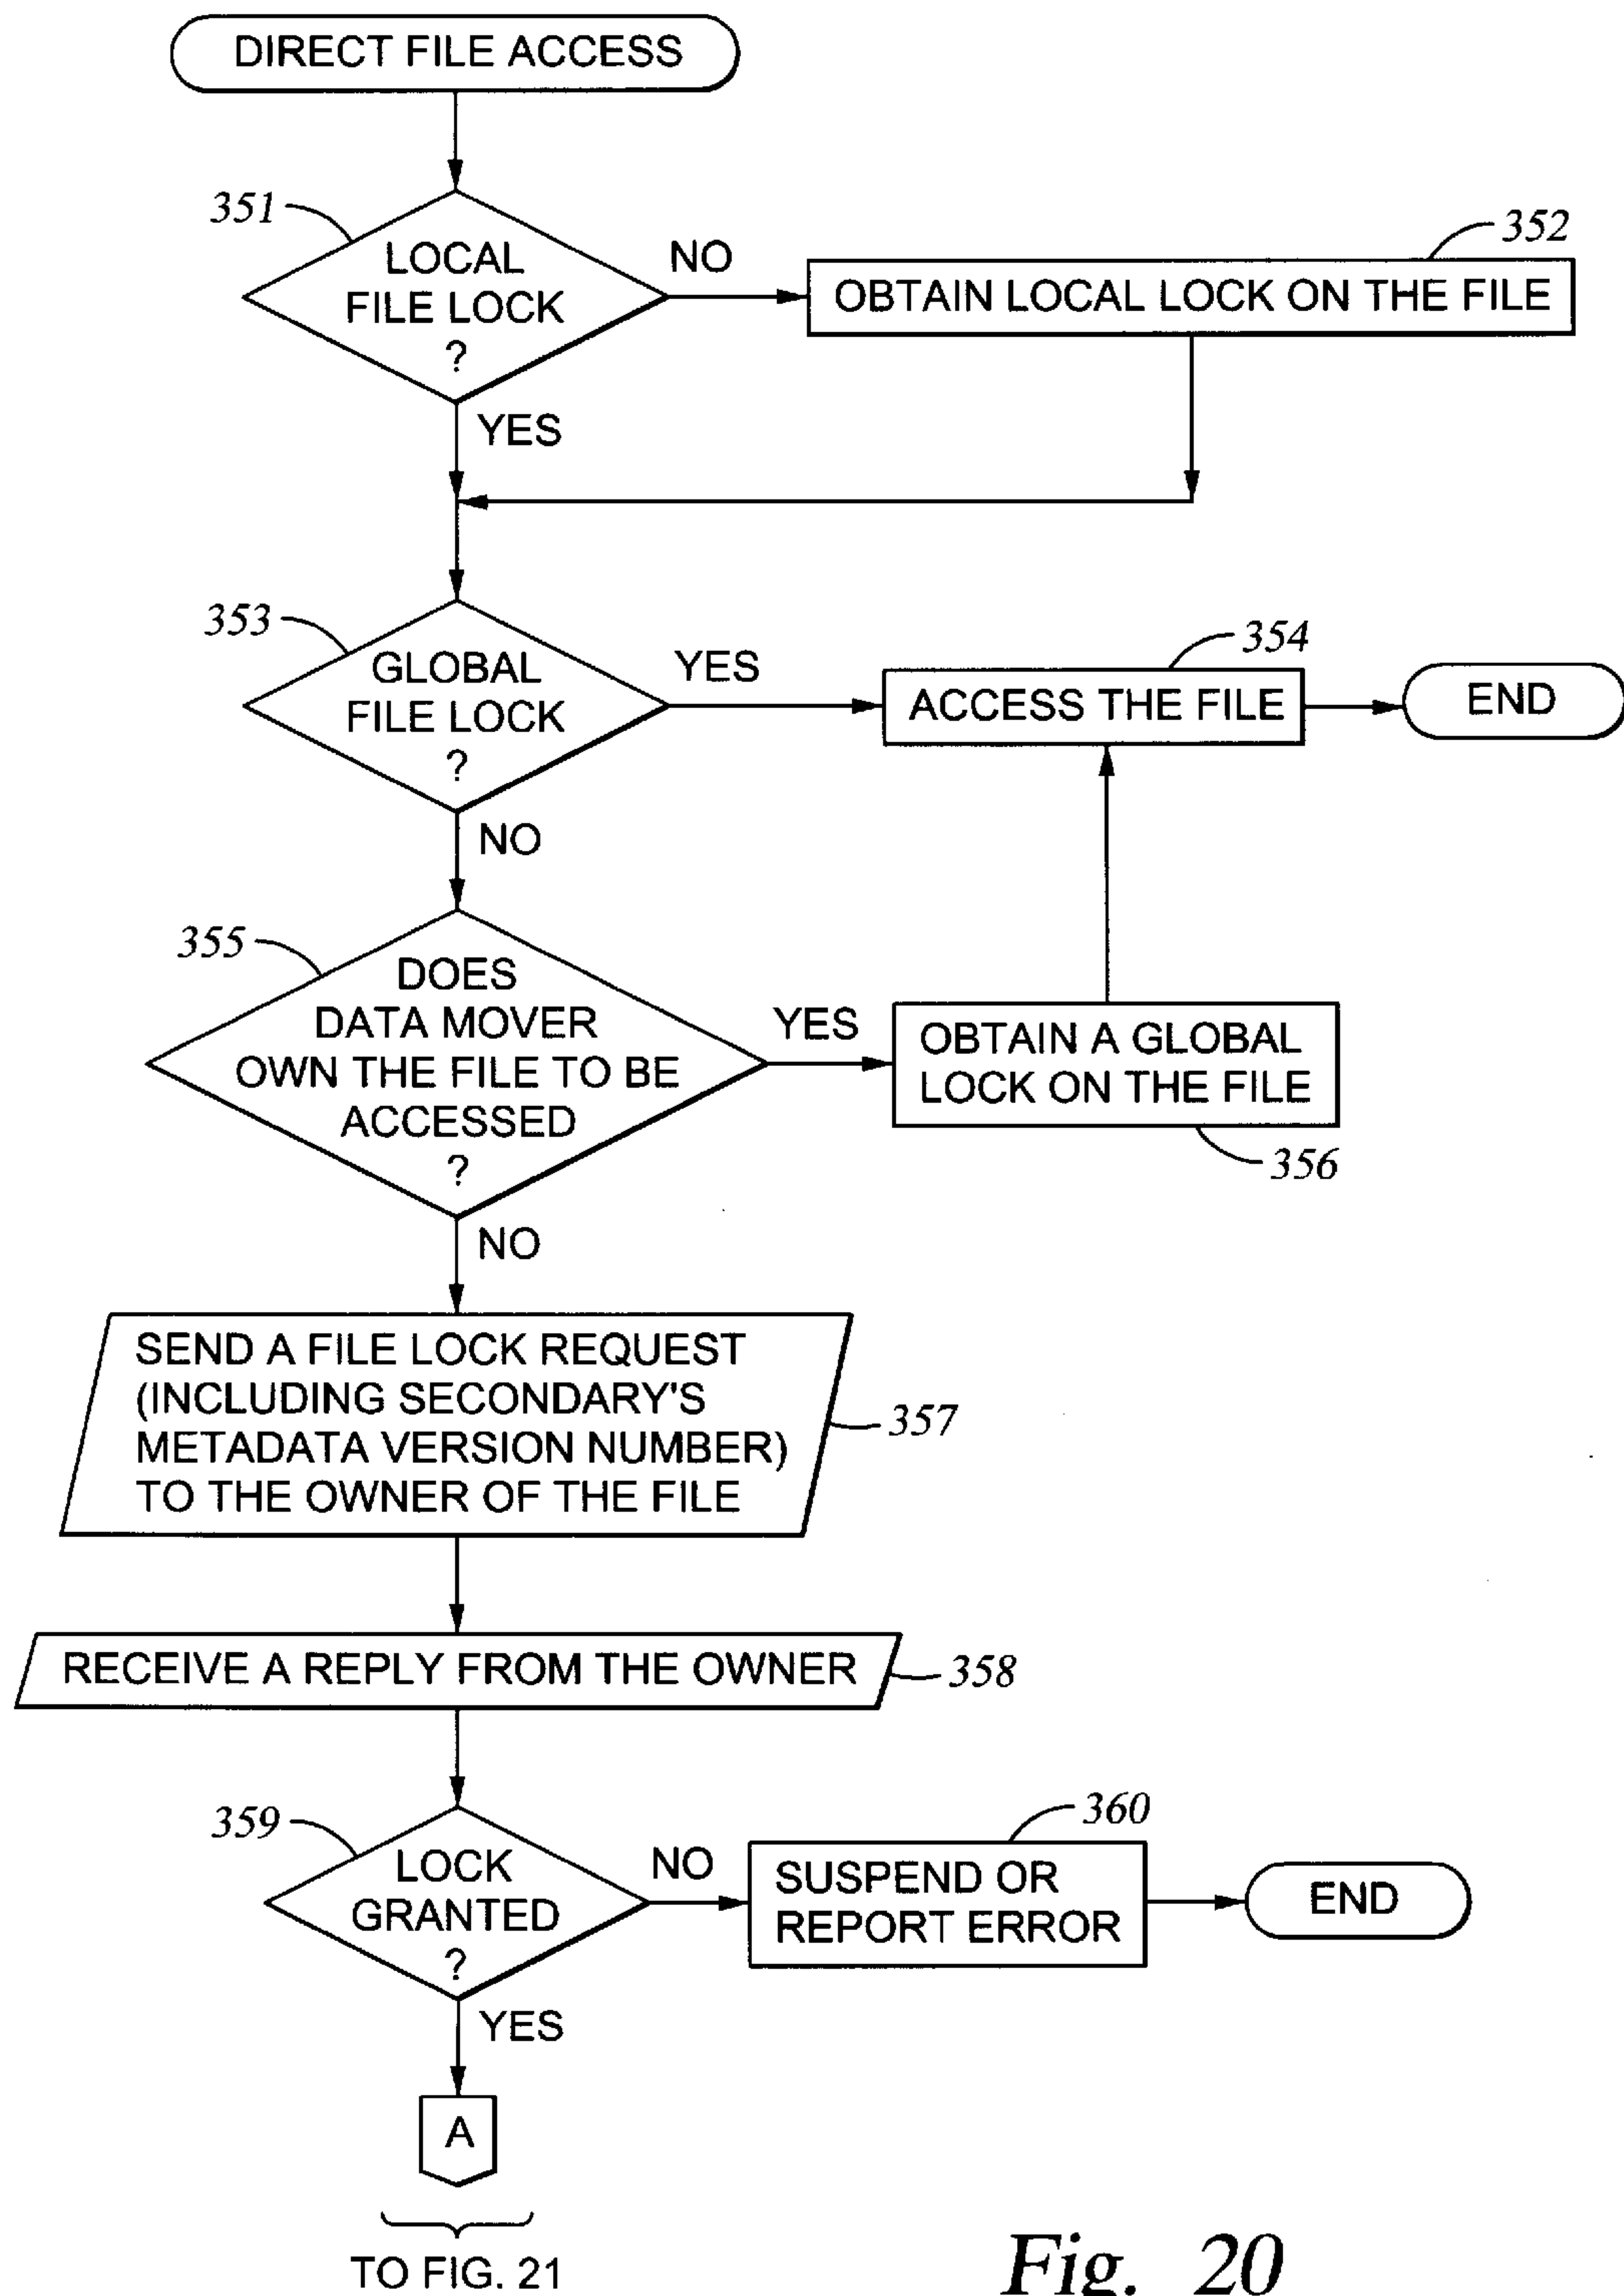 DIRECT FILE ACCESS
351
LOCAL
FILE LOCK
?
NO
352
OBTAIN LOCAL LOCK ON THE FILE
YES
353
GLOBAL
FILE LOCK
?
YES
354
ACCESS THE FILE
END
NO
355
DOES
DATA MOVER
OWN THE FILE TO BE
ACCESSED
?
YES
OBTAIN A GLOBAL
LOCK ON THE FILE
356
NO
SEND A FILE LOCK REQUEST
(INCLUDING SECONDARY'S
METADATA VERSION NUMBER)
TO THE OWNER OF THE FILE
357
RECEIVE A REPLY FROM THE OWNER
358
359
LOCK
GRANTED
?
NO
360
SUSPEND OR
REPORT ERROR
END
YES
A
TO FIG. 21
Fig. 20